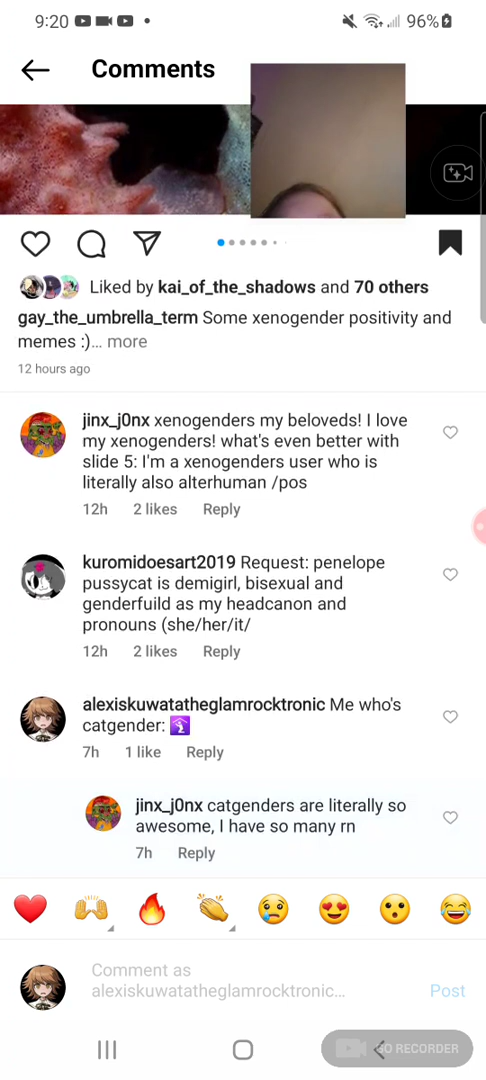 9:20
96%
Comments
Liked by kai_of_the_shadows and 70 others
gay_the_umbrella_term Some xenogender positivity and
memes :)... more
12 hours ago
jinx_j0nx xenogenders my beloveds! I love
my xenogenders! what's even better with
slide 5: I'm a xenogenders user who is
literally also alterhuman /pos
12h 2 likes Reply
kuromidoesart2019 Request: penelope
pussycat is demigirl, bisexual and
genderfuild as my headcanon and
pronouns (she/her/it/
12h 2 likes Reply
alexiskuwatatheglamrocktronic Me who's
catgender: 🛐
7h 1 like Reply
jinx_j0nx catgenders are literally so
awesome, I have so many rn
7h Reply
Comment as
alexiskuwatatheglamrocktronic...
Post
GO RECORDER